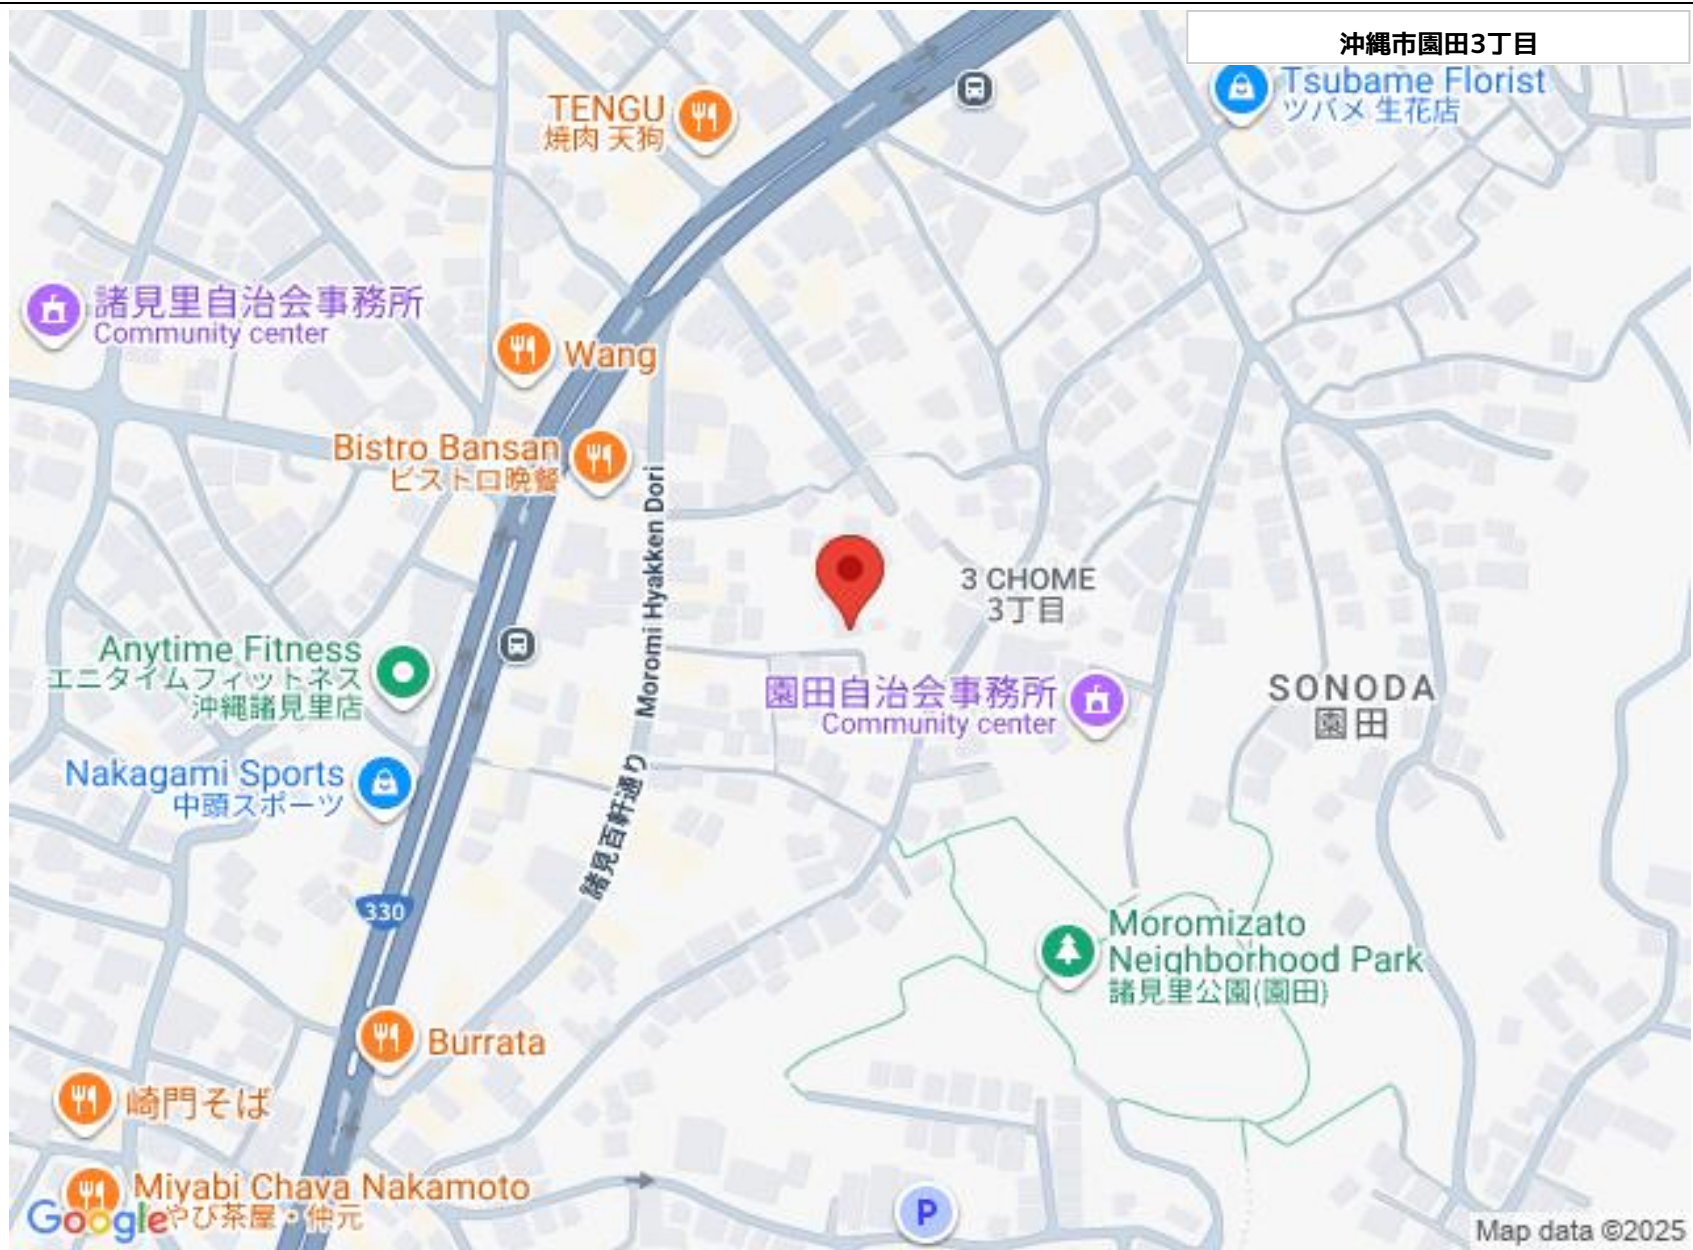 沖縄市園田3丁目
Tsubame Florist
ツバメ 生花店
TENGU
焼肉 天狗
諸見里自治会事務所
Community center
Wang
Bistro Bansan
ビストロ晩餐
Moromi Hyakken Dori
諸見百軒通り
3 CHOME
3丁目
Anytime Fitness
エニタイムフィットネス
沖縄諸見里店
園田自治会事務所
Community center
SONODA
園田
Nakagami Sports
中頭スポーツ
330
Moromizato
Neighborhood Park
諸見里公園(園田)
Burrata
崎門そば
Miyabi Chaya Nakamoto
やび茶屋・仲元
Google
P
Map data ©2025